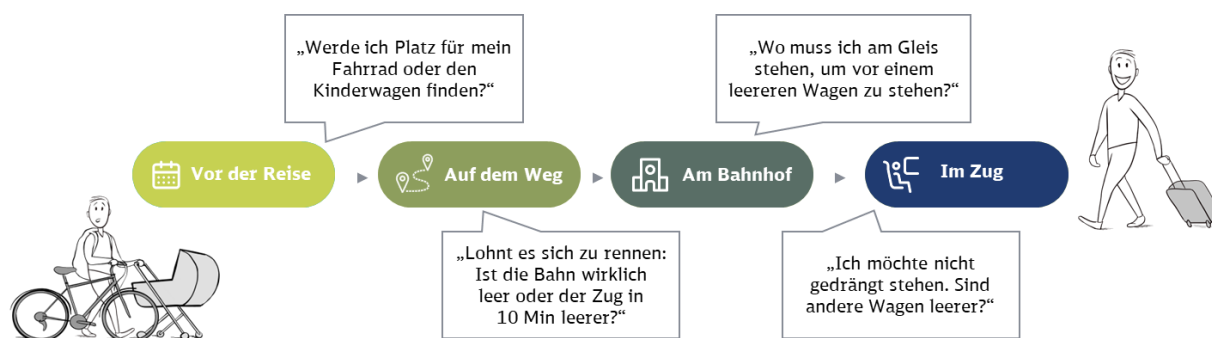 „Werde ich Platz für mein
Fahrrad oder den
Kinderwagen finden?“
„Wo muss ich am Gleis
stehen, um vor einem
leereren Wagen zu stehen?“
Vor der Reise
Auf dem Weg
Am Bahnhof
Im Zug
„Lohnt es sich zu rennen:
Ist die Bahn wirklich
leer oder der Zug in
10 Min leerer?“
„Ich möchte nicht
gedrängt stehen. Sind
andere Wagen leerer?“